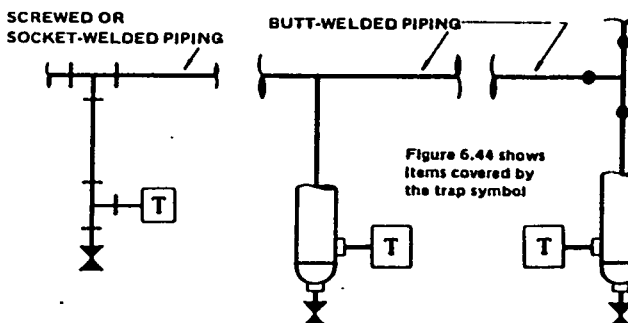 SCREWED OR
SOCKET-WELDED PIPING
BUTT-WELDED PIPING
Figure 6.44 shows
items covered by
the trap symbol
T
T
T